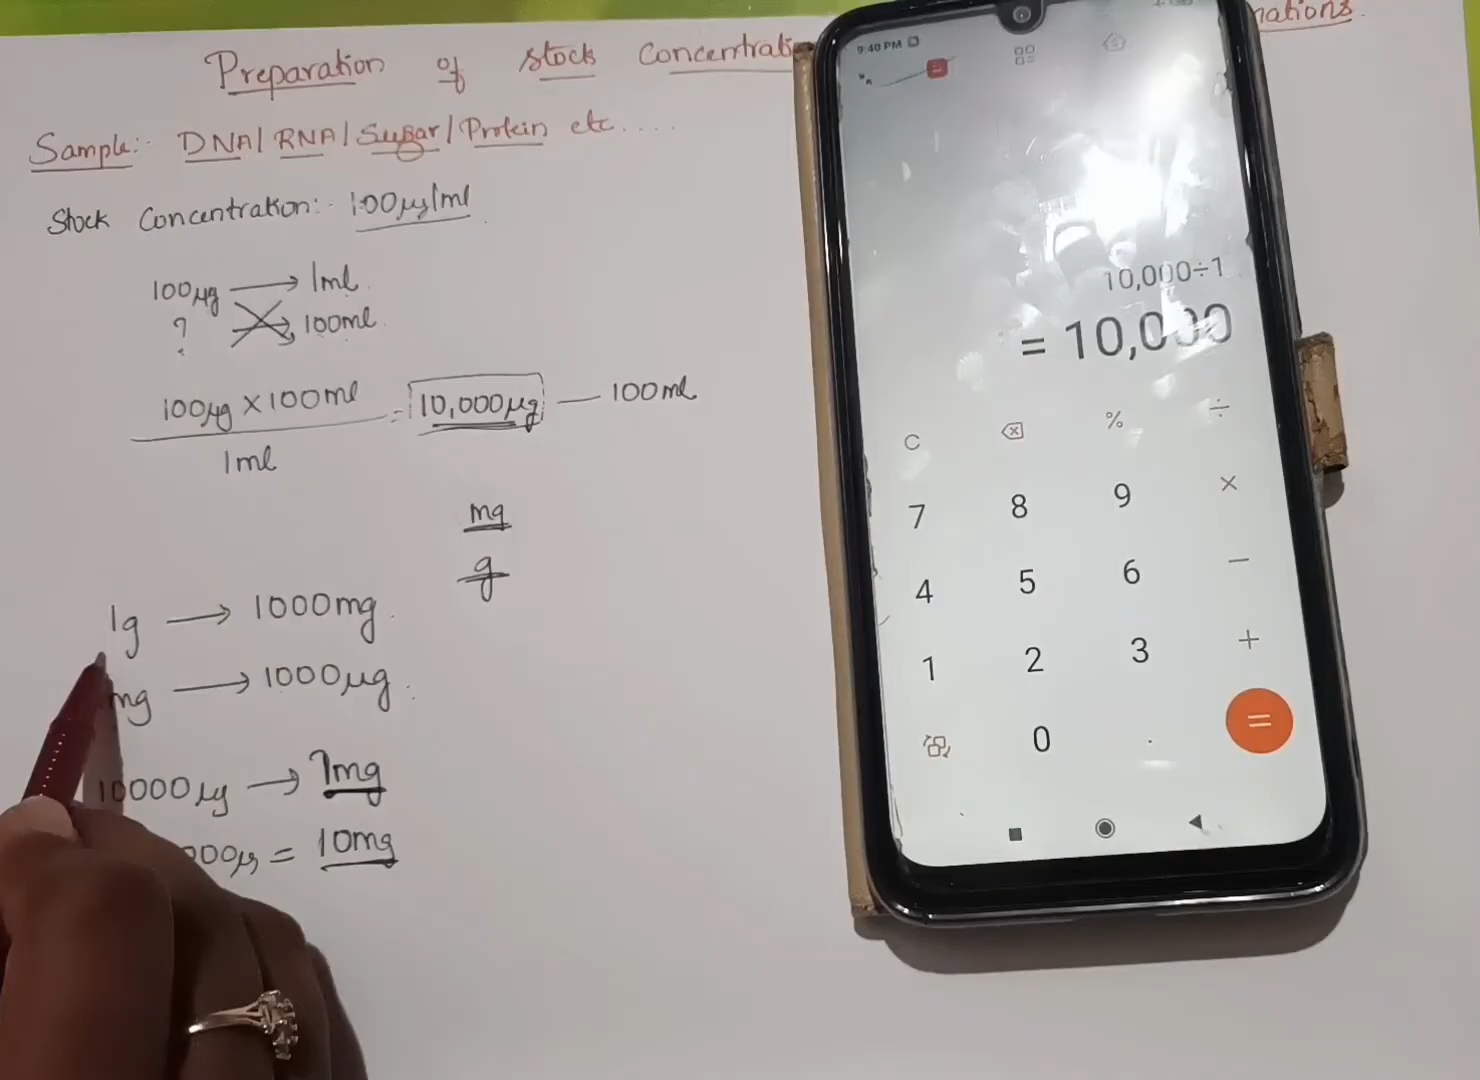 Preparation of Stock Concentrati
nations.
Sample:- DNA/ RNA/ Sugar/ Protein etc.....
Stock Concentration:- 100µg/ml
100µg → 1ml
? 100ml
100µg X 100ml = 10,000µg — 100ml
1ml
mg
g
1g → 1000mg.
mg → 1000µg.
10000µg → ?mg
000µg = 10mg
9:40 PM
10,000÷1
= 10,000
C % ÷
7 8 9 ×
4 5 6 −
1 2 3 +
0 . =